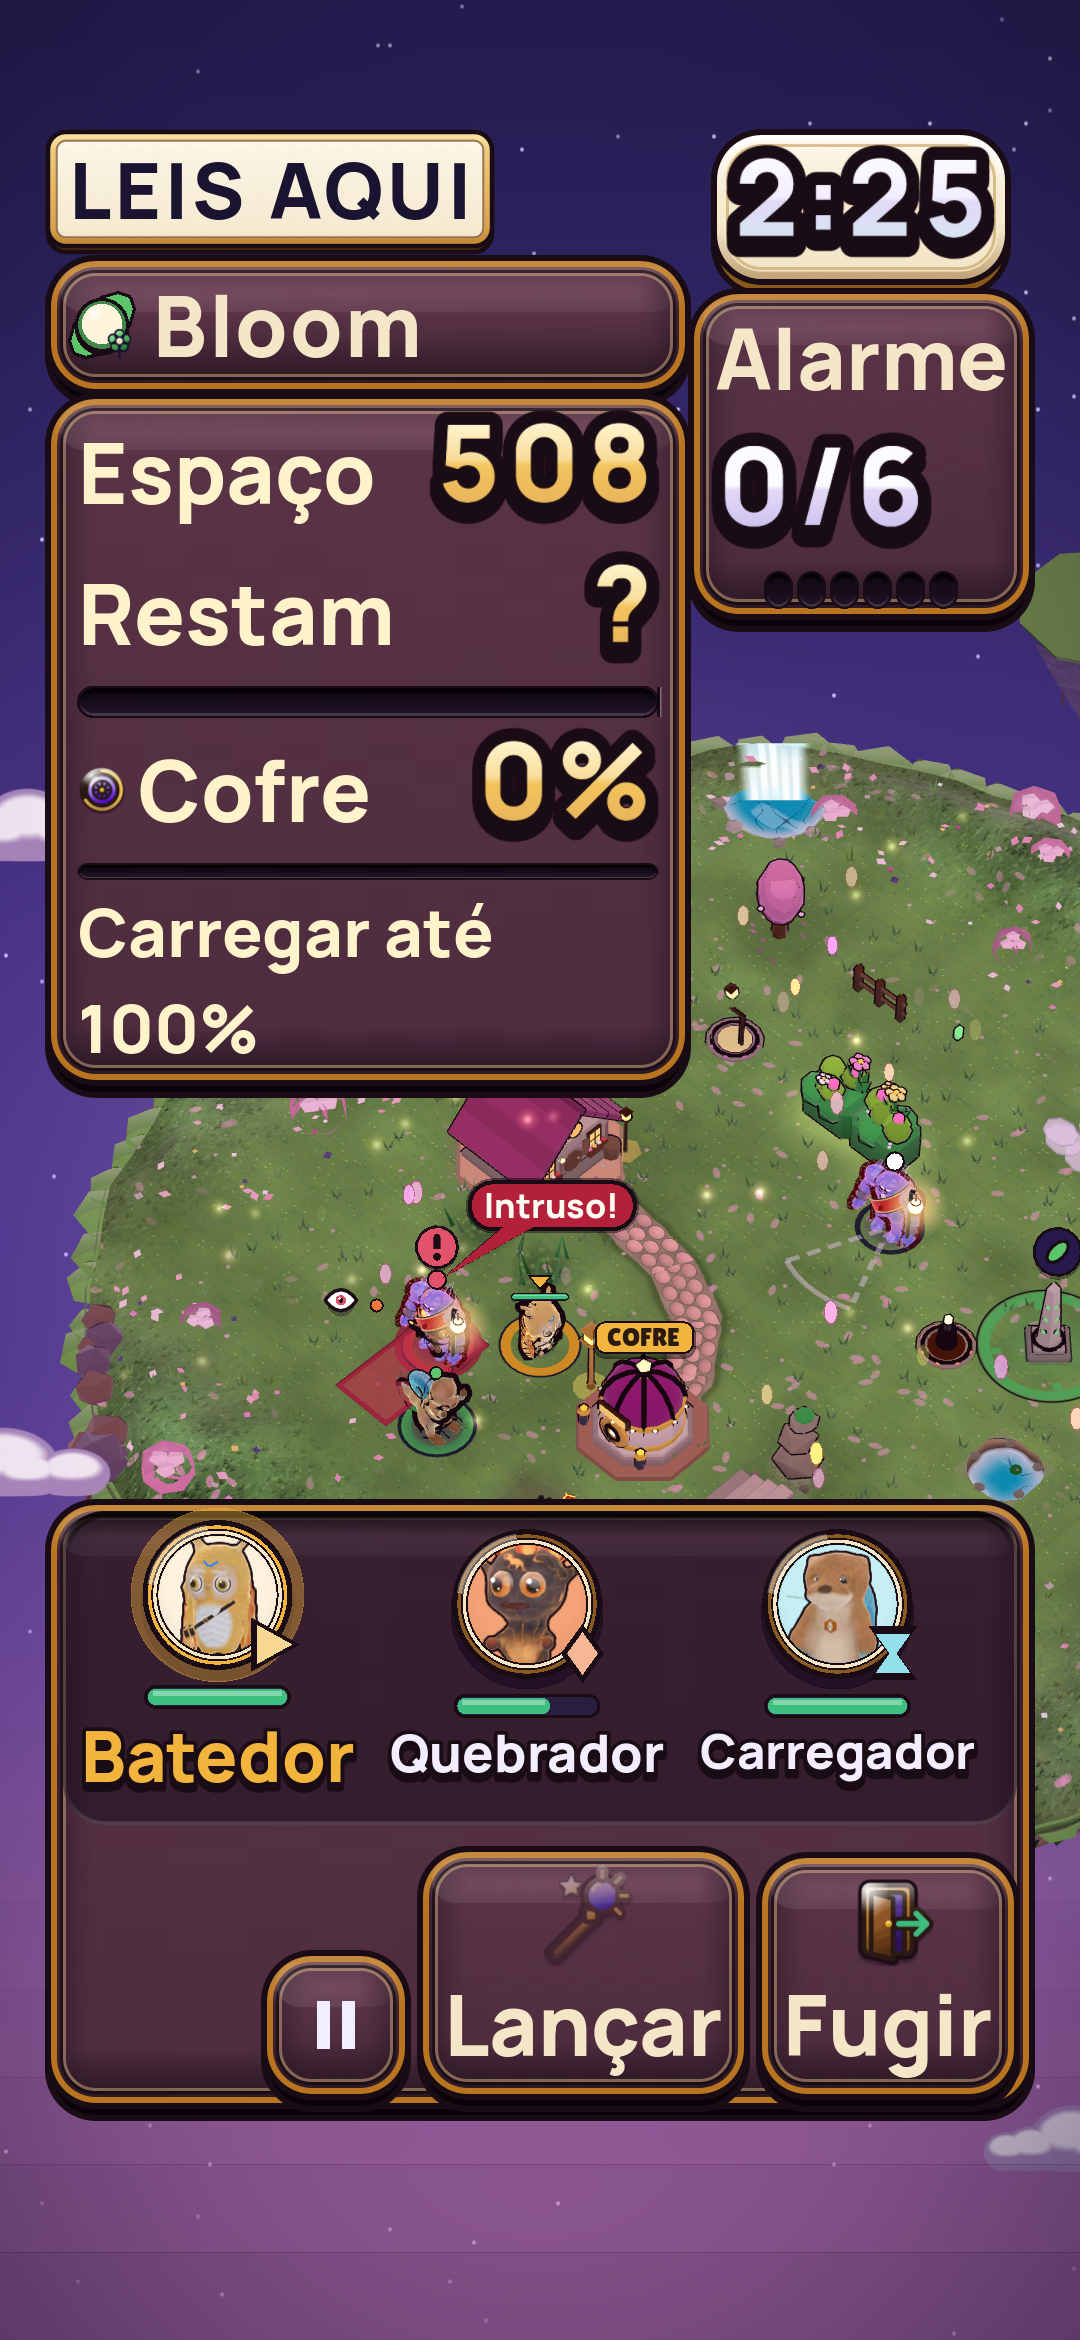 LEIS AQUI
2:25
Bloom
Alarme
0/6
Espaço 508
Restam ?
Cofre 0%
Carregar até
100%
Intruso!
COFRE
Batedor
Quebrador
Carregador
Lançar
Fugir